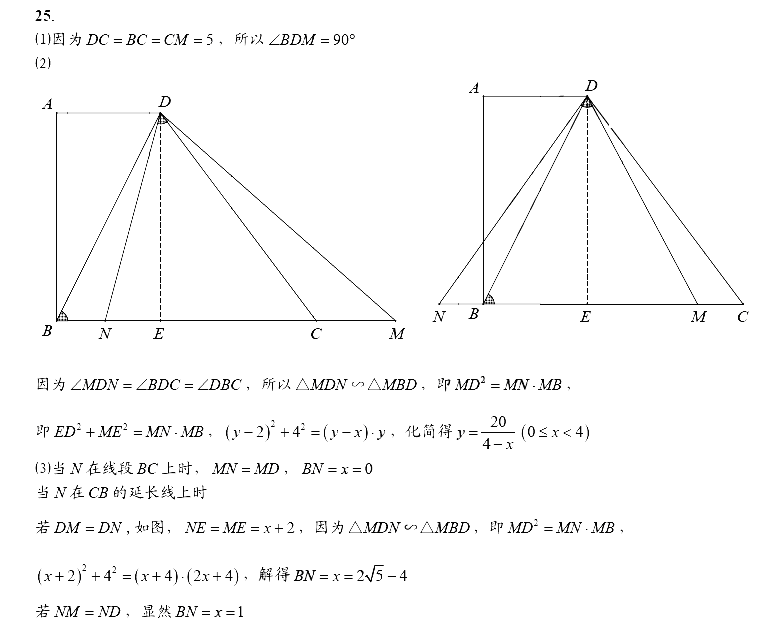 25.
(1)因为 DC = BC = CM = 5，所以 ∠BDM = 90°
(2)
A D
B N E C M
A D
N B E M C
因为 ∠MDN = ∠BDC = ∠DBC，所以 △MDN ∽ △MBD，即 MD² = MN · MB，
即 ED² + ME² = MN · MB，(y − 2)² + 4² = (y − x) · y，化简得 y = 20/(4 − x) (0 ≤ x < 4)
(3)当 N 在线段 BC 上时，MN = MD，BN = x = 0
当 N 在 CB 的延长线上时
若 DM = DN，如图，NE = ME = x + 2，因为 △MDN ∽ △MBD，即 MD² = MN · MB，
(x + 2)² + 4² = (x + 4) · (2x + 4)，解得 BN = x = 2√5 − 4
若 NM = ND，显然 BN = x = 1